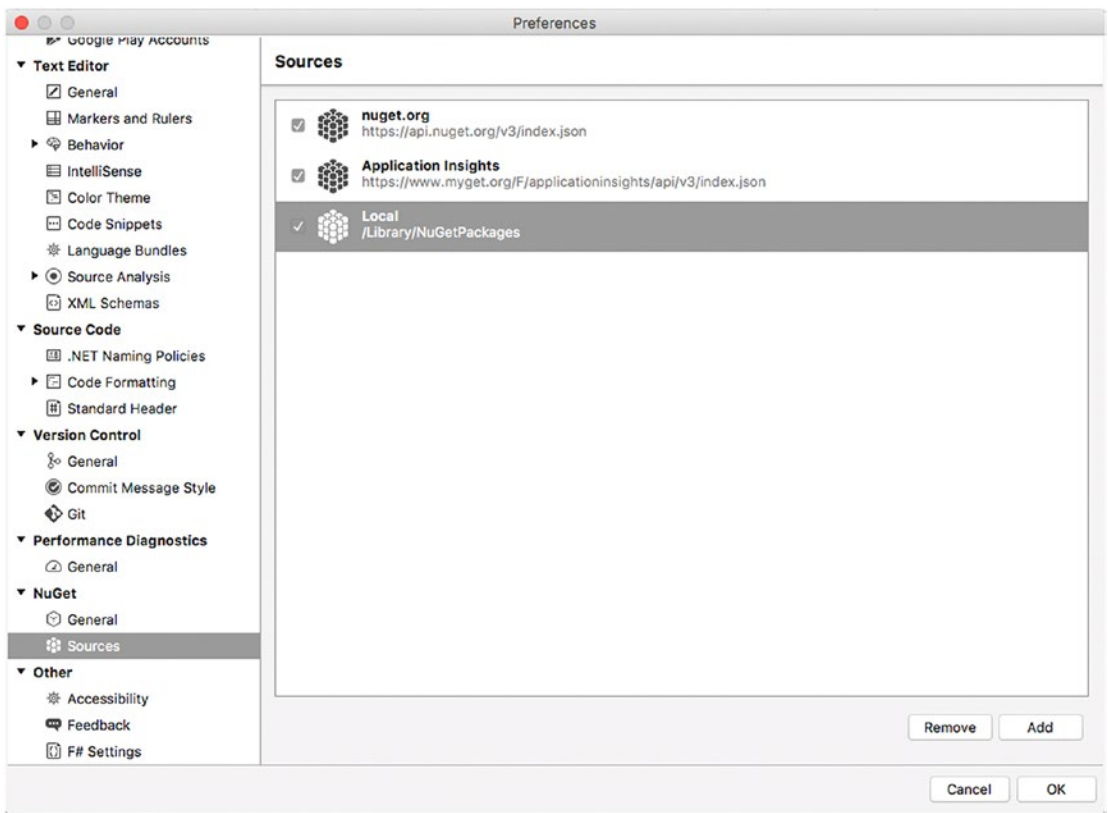 Preferences
Google Play Accounts
Text Editor
General
Markers and Rulers
Behavior
IntelliSense
Color Theme
Code Snippets
Language Bundles
Source Analysis
XML Schemas
Source Code
.NET Naming Policies
Code Formatting
Standard Header
Version Control
General
Commit Message Style
Git
Performance Diagnostics
General
NuGet
General
Sources
Other
Accessibility
Feedback
F# Settings
Sources
nuget.org
https://api.nuget.org/v3/index.json
Application Insights
https://www.myget.org/F/applicationinsights/api/v3/index.json
Local
/Library/NuGetPackages
Remove
Add
Cancel
OK